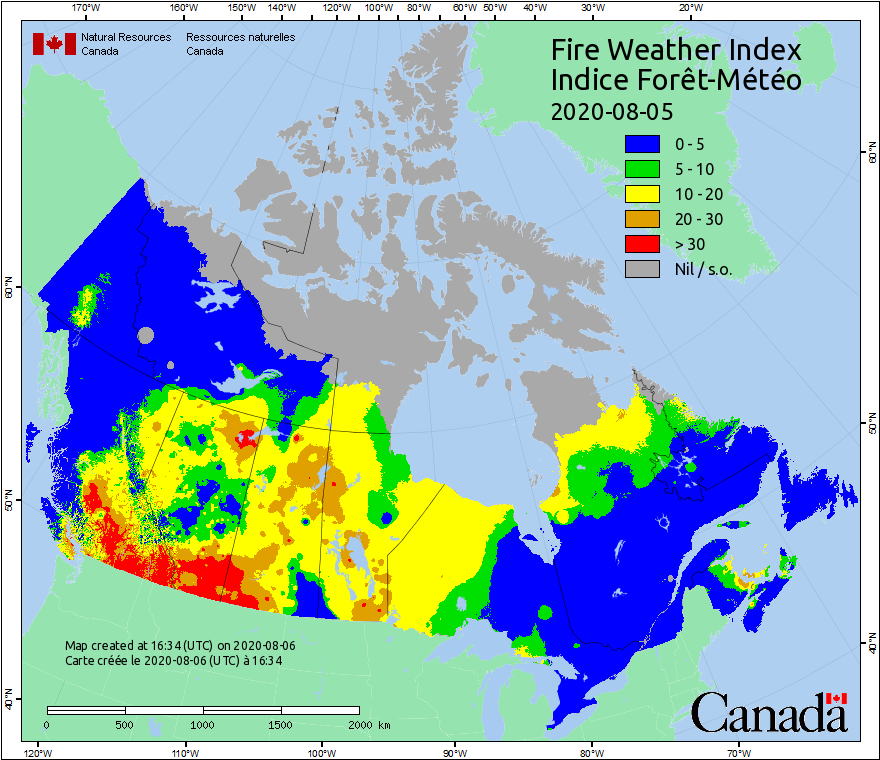 170°W 160°W 150°W 140°W 130°W 120°W 110°W 100°W 90°W 80°W 70°W 60°W 50°W 40°W 30°W 20°W
Natural Resources Ressources naturelles
Canada Canada
Fire Weather Index
Indice Forêt-Météo
2020-08-05
0 - 5
5 - 10
10 - 20
20 - 30
> 30
Nil / s.o.
60°N
60°N
50°N
50°N
40°N
40°N
Map created at 16:34 (UTC) on 2020-08-06
Carte créée le 2020-08-06 (UTC) à 16:34
0 500 1000 1500 2000 km
Canada
120°W 110°W 100°W 90°W 80°W 70°W